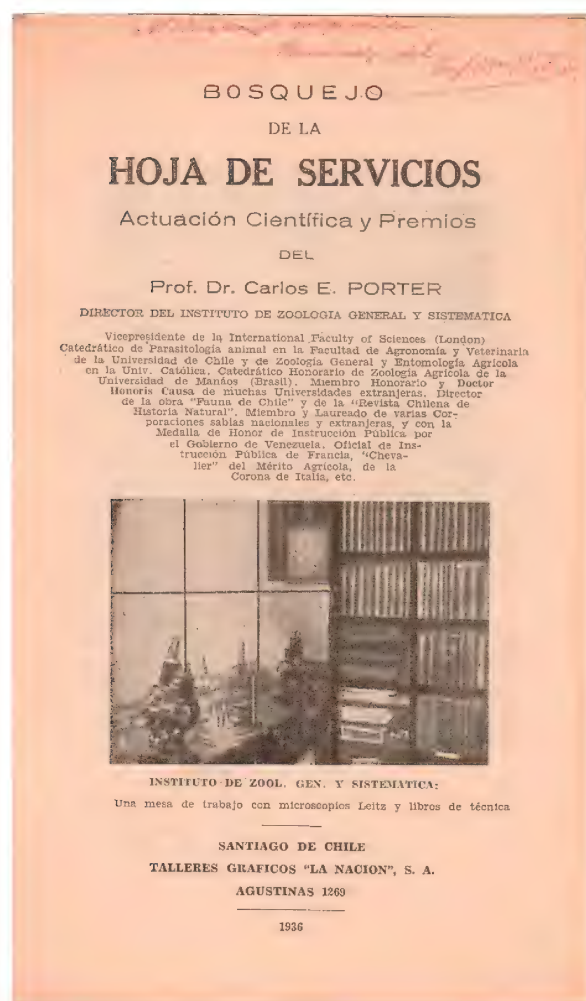 BOSQUEJO
DE LA
HOJA DE SERVICIOS
Actuación Científica y Premios
DEL
Prof. Dr. Carlos E. PORTER
DIRECTOR DEL INSTITUTO DE ZOOLOGIA GENERAL Y SISTEMATICA
Vicepresidente de la International Faculty of Sciences (London)
Catedrático de Parasitología animal en la Facultad de Agronomía y Veterinaria
de la Universidad de Chile y de Zoología General y Entomología Agrícola
en la Univ. Católica. Catedrático Honorario de Zoología Agrícola de la
Universidad de Manáos (Brasil). Miembro Honorario y Doctor
Honoris Causa de muchas Universidades extranjeras. Director
de la obra "Fauna de Chile" y de la "Revista Chilena de
Historia Natural". Miembro y Laureado de varias Cor-
poraciones sabias nacionales y extranjeras, y con la
Medalla de Honor de Instrucción Pública por
el Gobierno de Venezuela. Oficial de Ins-
trucción Pública de Francia, "Cheva-
lier" del Mérito Agrícola, de la
Corona de Italia, etc.
INSTITUTO DE ZOOL. GEN. Y SISTEMATICA:
Una mesa de trabajo con microscopios Leitz y libros de técnica
SANTIAGO DE CHILE
TALLERES GRAFICOS "LA NACION", S. A.
AGUSTINAS 1269
1936